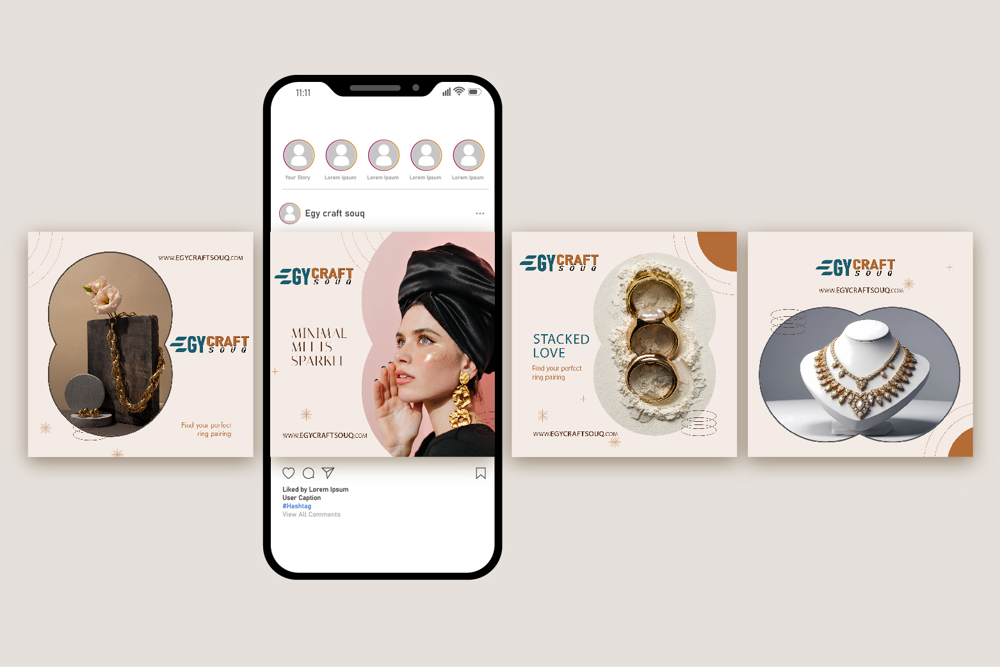 11:11
Your Story
Lorem Ipsum
Lorem Ipsum
Lorem Ipsum
Lorem Ipsum
Egy craft souq
WWW.EGYCRAFTSOUQ.COM
EGYCRAFT
SOUQ
Find your perfect
ring pairing
EGYCRAFT
SOUQ
MINIMAL
MEETS
SPARKLE
WWW.EGYCRAFTSOUQ.COM
EGYCRAFT
SOUQ
STACKED
LOVE
Find your perfect
ring pairing
WWW.EGYCRAFTSOUQ.COM
EGYCRAFT
SOUQ
WWW.EGYCRAFTSOUQ.COM
Liked by Lorem Ipsum
User Caption
#Hashtag
View All Comments